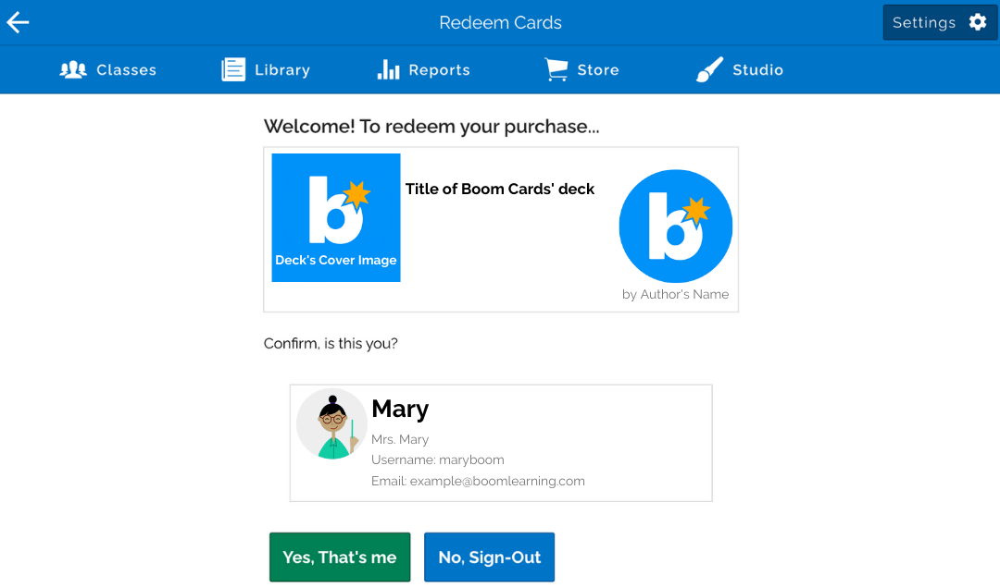 Redeem Cards
Settings
Classes
Library
Reports
Store
Studio
Welcome! To redeem your purchase...
b
Deck's Cover Image
Title of Boom Cards' deck
b
by Author's Name
Confirm, is this you?
Mary
Mrs. Mary
Username: maryboom
Email: example@boomlearning.com
Yes, That's me
No, Sign-Out